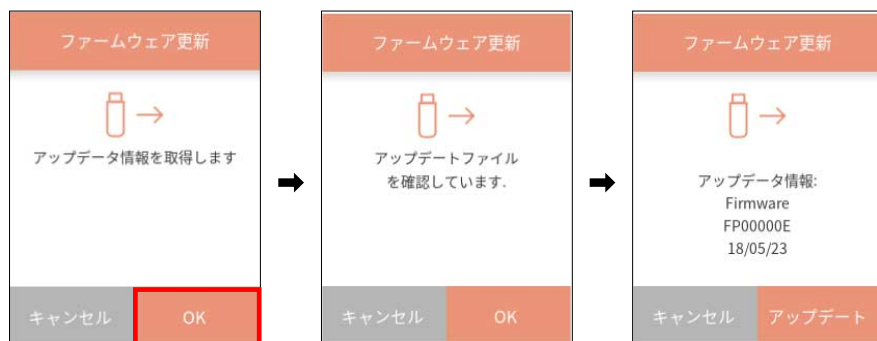 ファームウェア更新
アップデータ情報を取得します
キャンセル
OK
ファームウェア更新
アップデートファイル
を確認しています.
キャンセル
OK
ファームウェア更新
アップデータ情報:
Firmware
FP00000E
18/05/23
キャンセル
アップデート